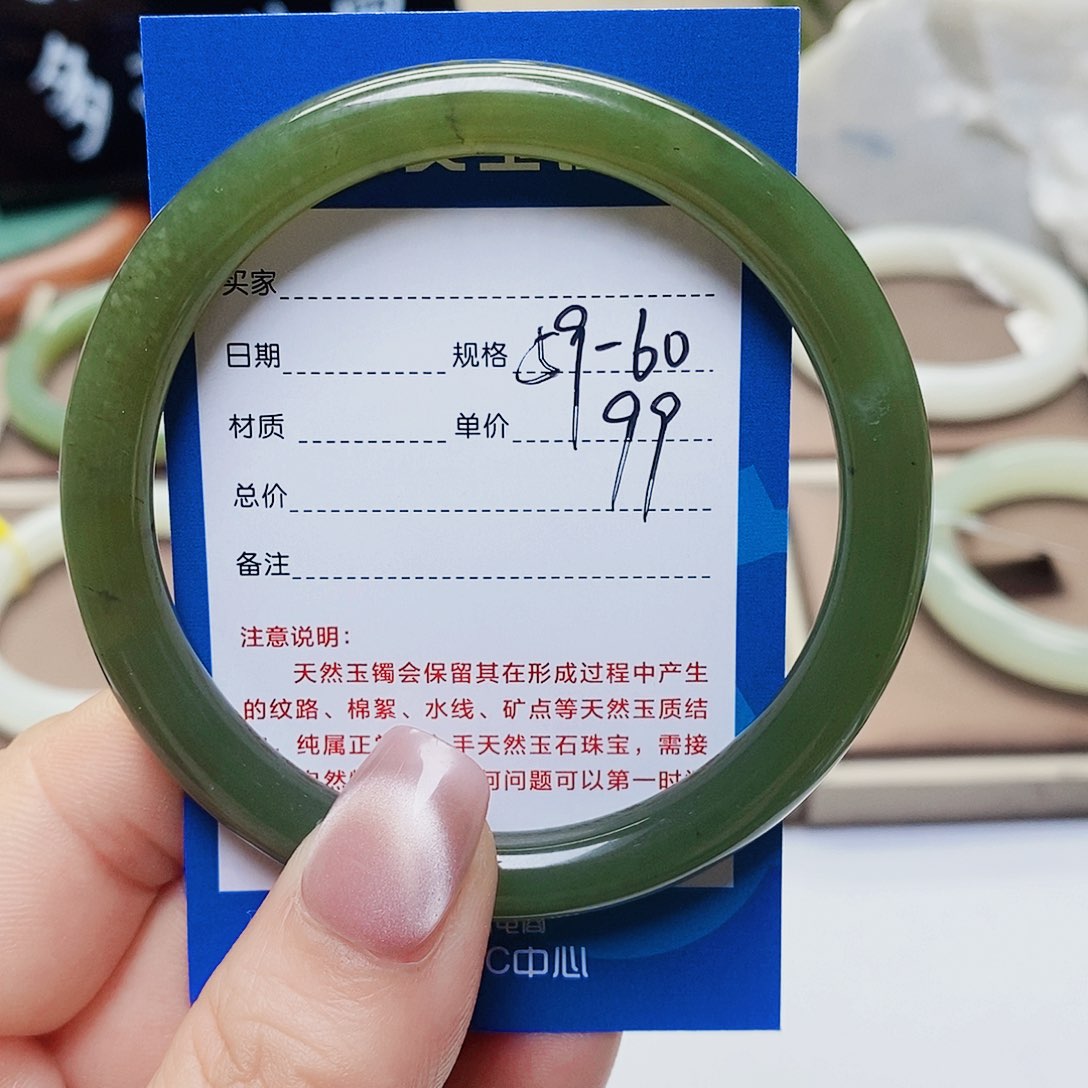 多
买家
日期 规格 59-60
材质 单价 99
总价
备注
注意说明：
天然玉镯会保留其在形成过程中产生
的纹路、棉絮、水线、矿点等天然玉质结
纯属正 手天然玉石珠宝，需接
然 何问题可以第一时
电商
C中心